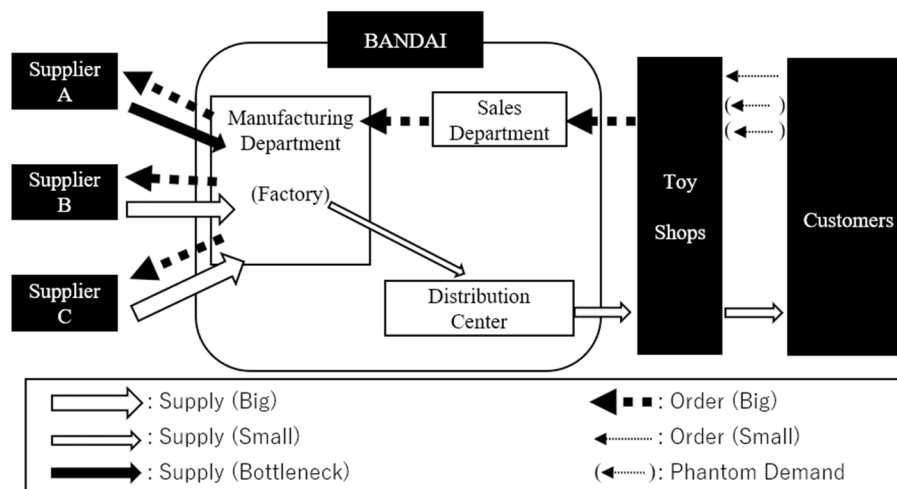 BANDAI
Supplier
A
Supplier
B
Supplier
C
Manufacturing
Department
(Factory)
Sales
Department
Distribution
Center
Toy
Shops
( )
( )
Customers
: Supply (Big)
: Supply (Small)
: Supply (Bottleneck)
: Order (Big)
: Order (Small)
( ): Phantom Demand